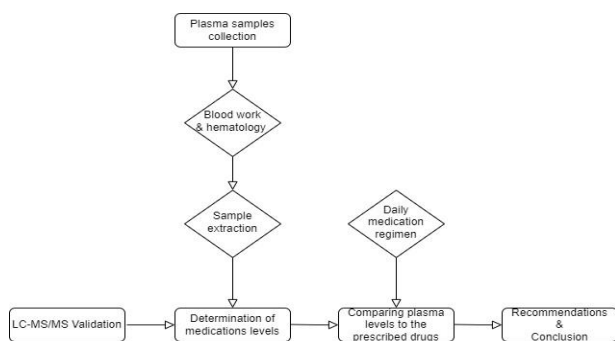 Plasma samples
collection
Blood work
& hematology
Sample
extraction
Daily
medication
regimen
LC-MS/MS Validation
Determination of
medications levels
Comparing plasma
levels to the
prescribed drugs
Recommendations
&
Conclusion